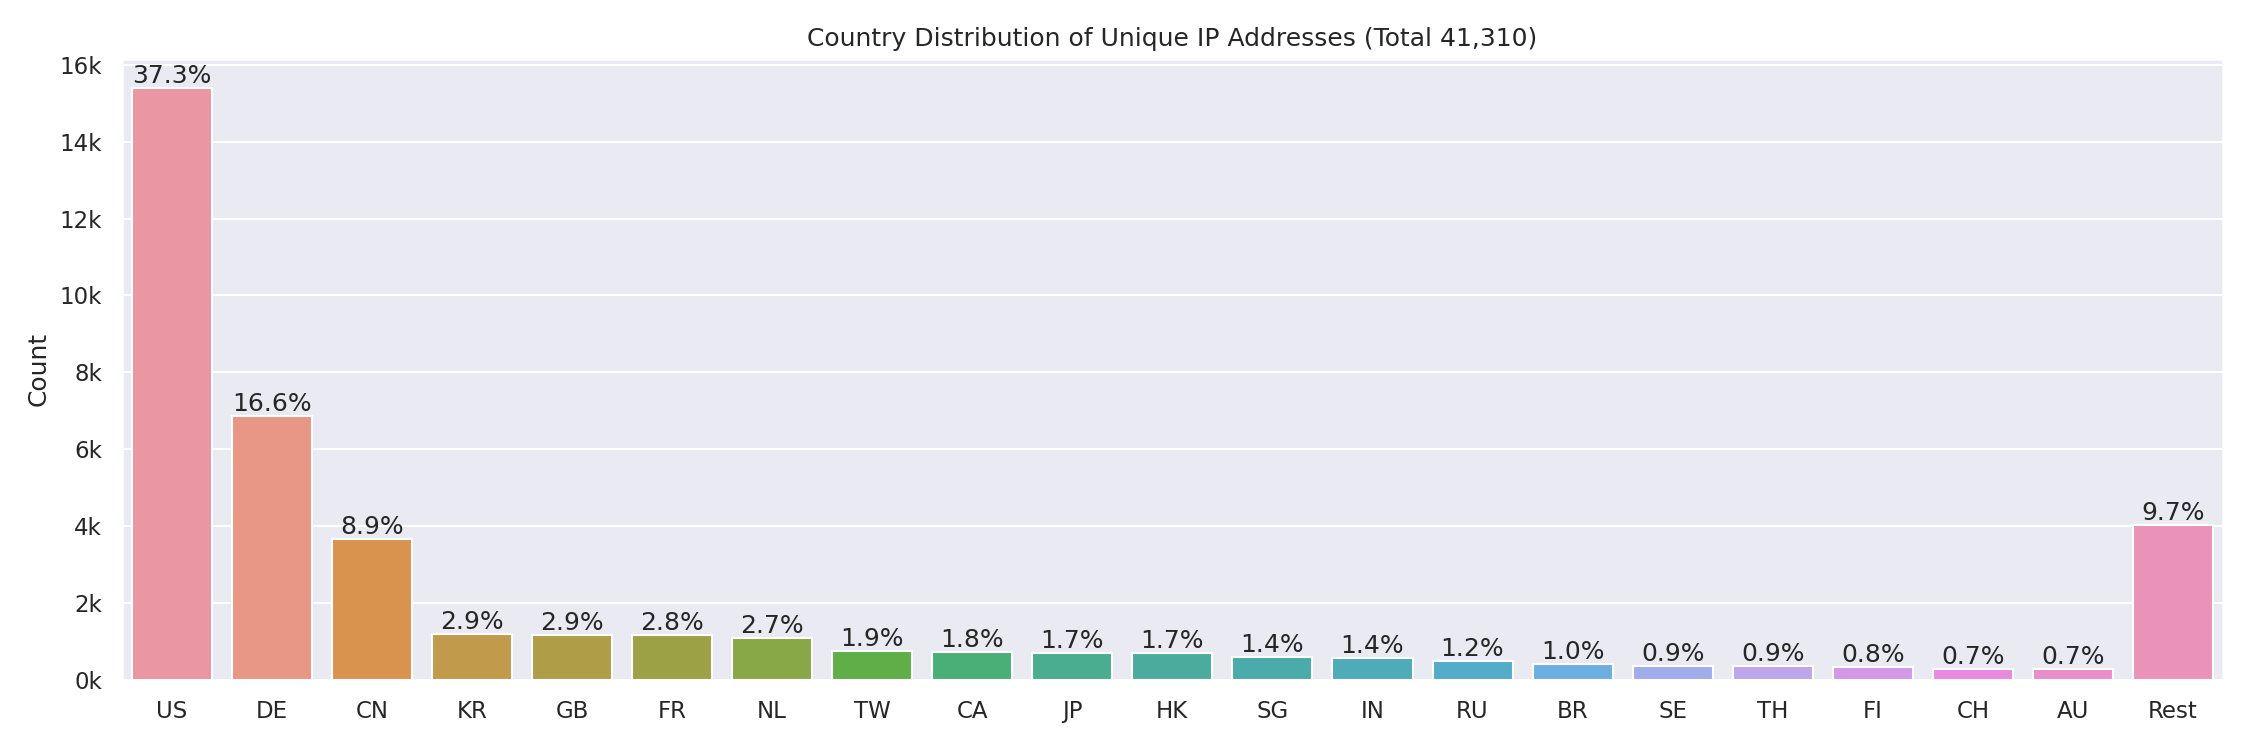 Country Distribution of Unique IP Addresses (Total 41,310)
Count
16k
14k
12k
10k
8k
6k
4k
2k
0k
37.3%
16.6%
8.9%
2.9%
2.9%
2.8%
2.7%
1.9%
1.8%
1.7%
1.7%
1.4%
1.4%
1.2%
1.0%
0.9%
0.9%
0.8%
0.7%
0.7%
9.7%
US DE CN KR GB FR NL TW CA JP HK SG IN RU BR SE TH FI CH AU Rest